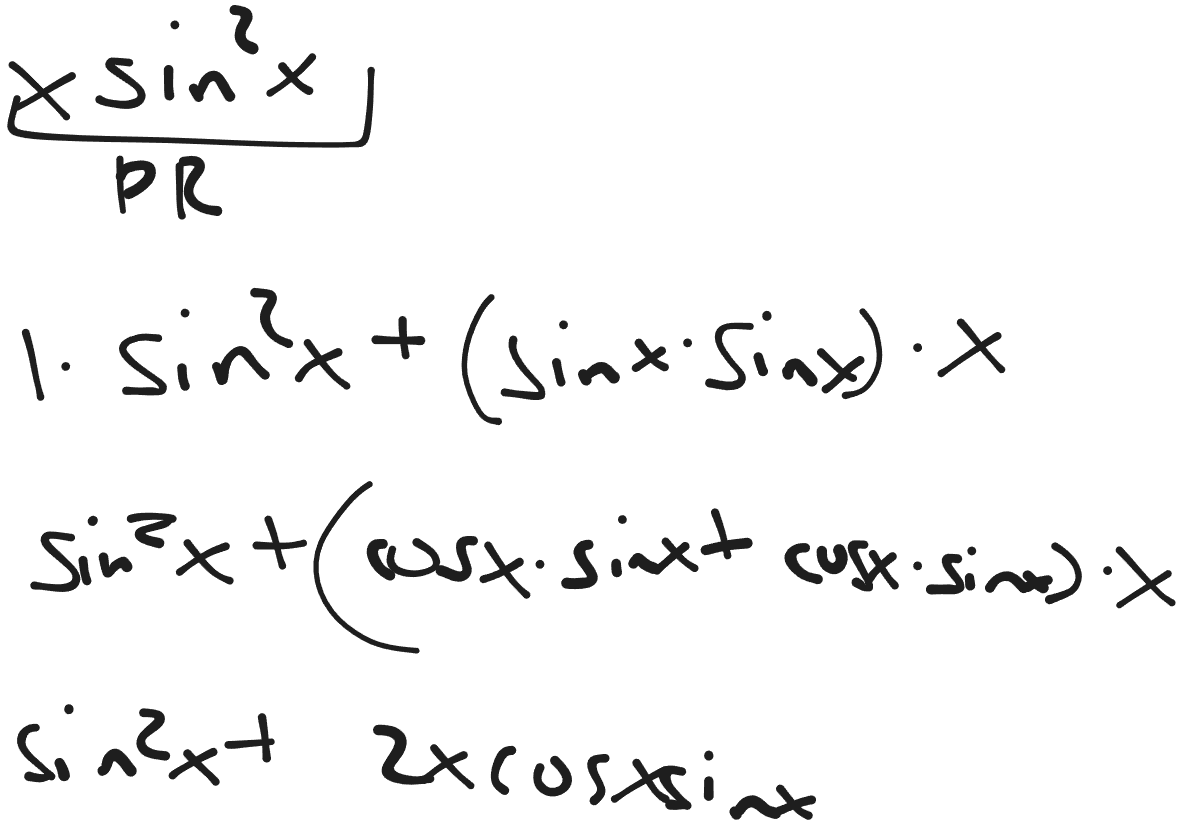 x sin²x
PR
1 · sin²x + (sinx · sinx) · x
sin²x + (cosx · sinx + cosx · sinx) · x
sin²x + 2xcosxsinx